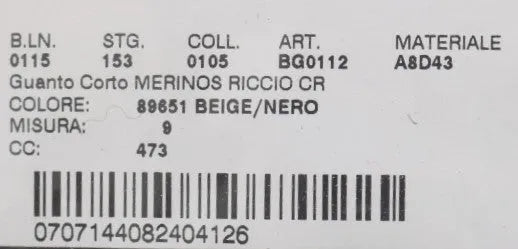 B.LN. STG. COLL. ART. MATERIALE
0115 153 0105 BG0112 A8D43
Guanto Corto MERINOS RICCIO CR
COLORE: 89651 BEIGE/NERO
MISURA: 9
CC: 473
0707144082404126